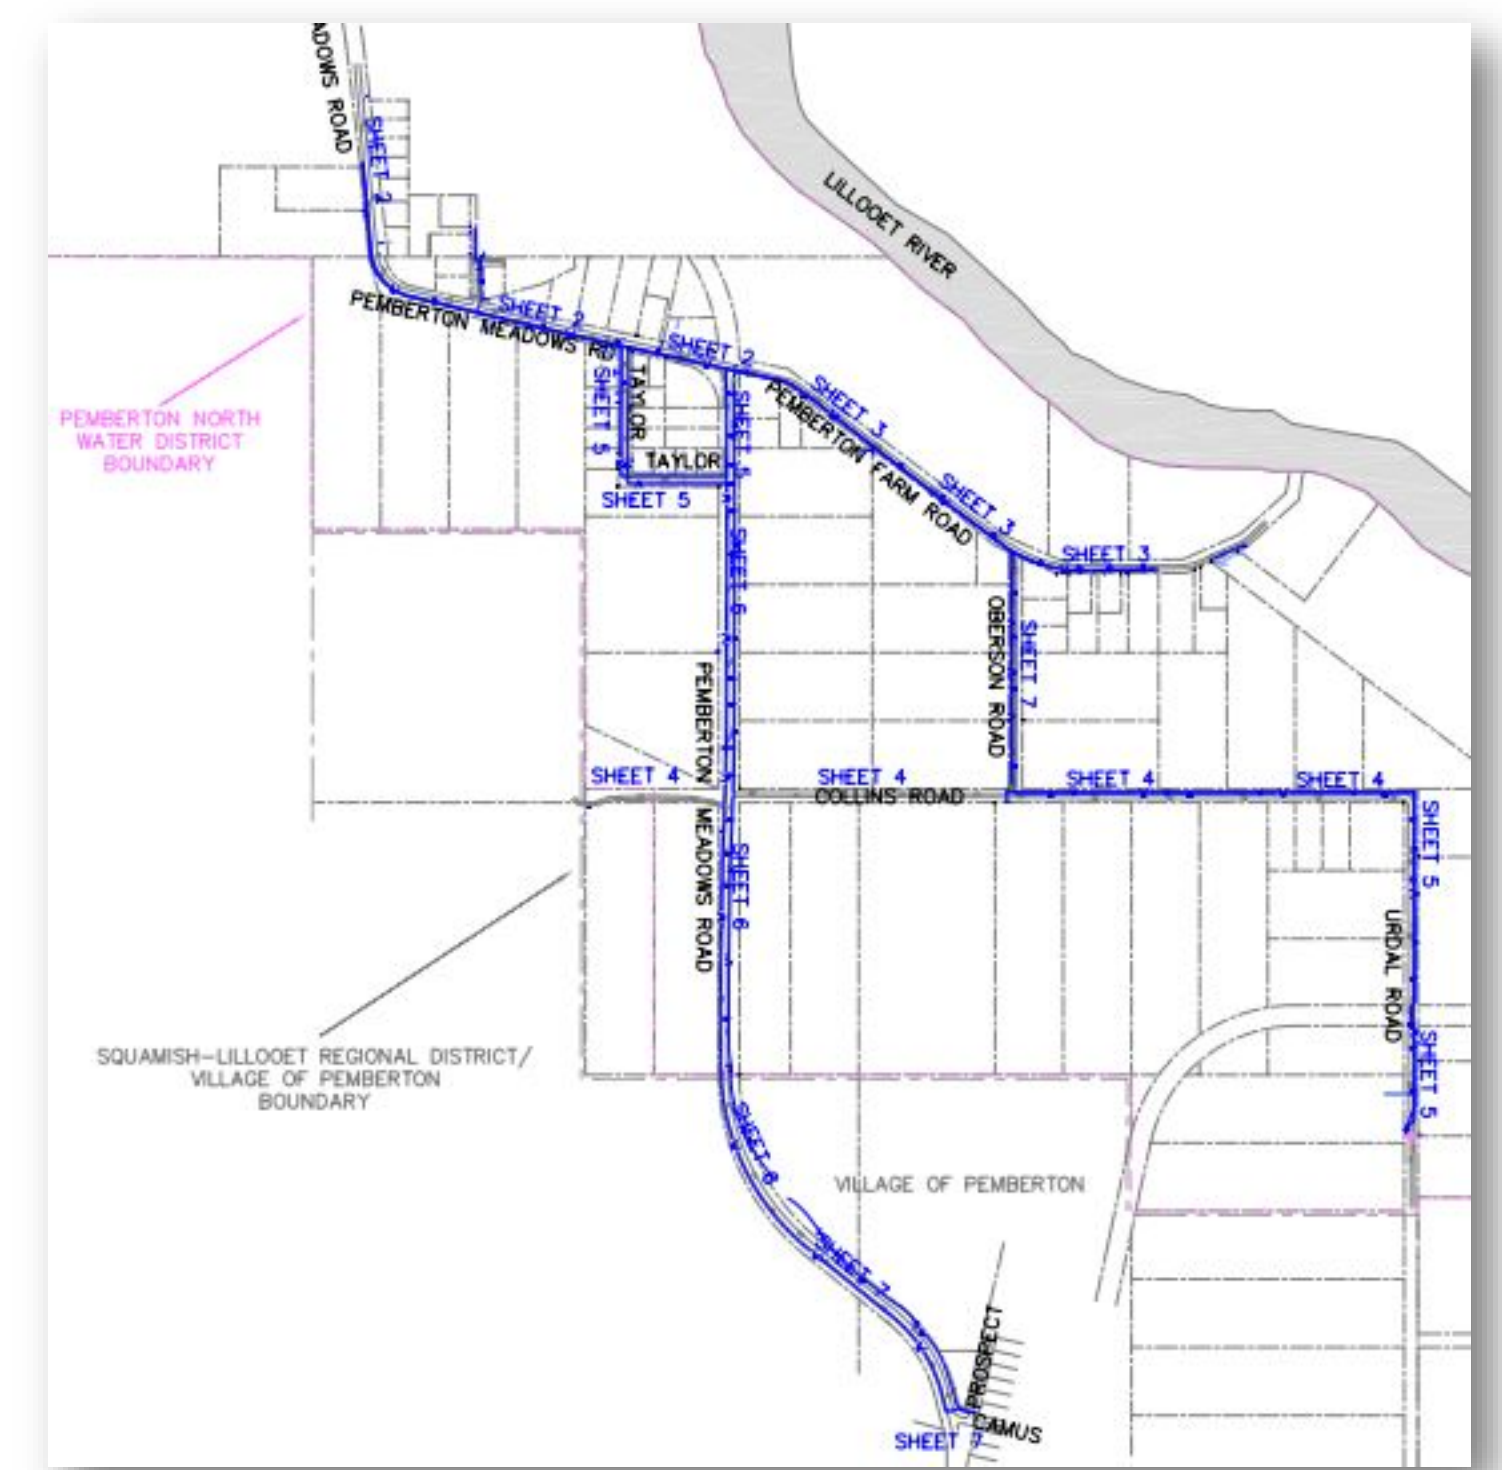 ADOWS ROAD
SHEET 2
LILLOOET RIVER
SHEET 2
PEMBERTON MEADOWS RD
SHEET 2
SHEET 3
PEMBERTON FARM ROAD
PEMBERTON NORTH
WATER DISTRICT
BOUNDARY
SHEET 5
TAYLOR
SHEET 5
TAYLOR
SHEET 5
SHEET 3
SHEET 3
SHEET 6
OBERSON ROAD
SHEET 7
PEMBERTON
SHEET 4
SHEET 4
COLLINS ROAD
SHEET 4
SHEET 4
MEADOWS ROAD
SHEET 6
SHEET 5
URDAL ROAD
SHEET 5
SQUAMISH-LILLOOET REGIONAL DISTRICT/
VILLAGE OF PEMBERTON
BOUNDARY
SHEET 6
VILLAGE OF PEMBERTON
SHEET 7
PROSPECT
CAMUS
SHEET 7